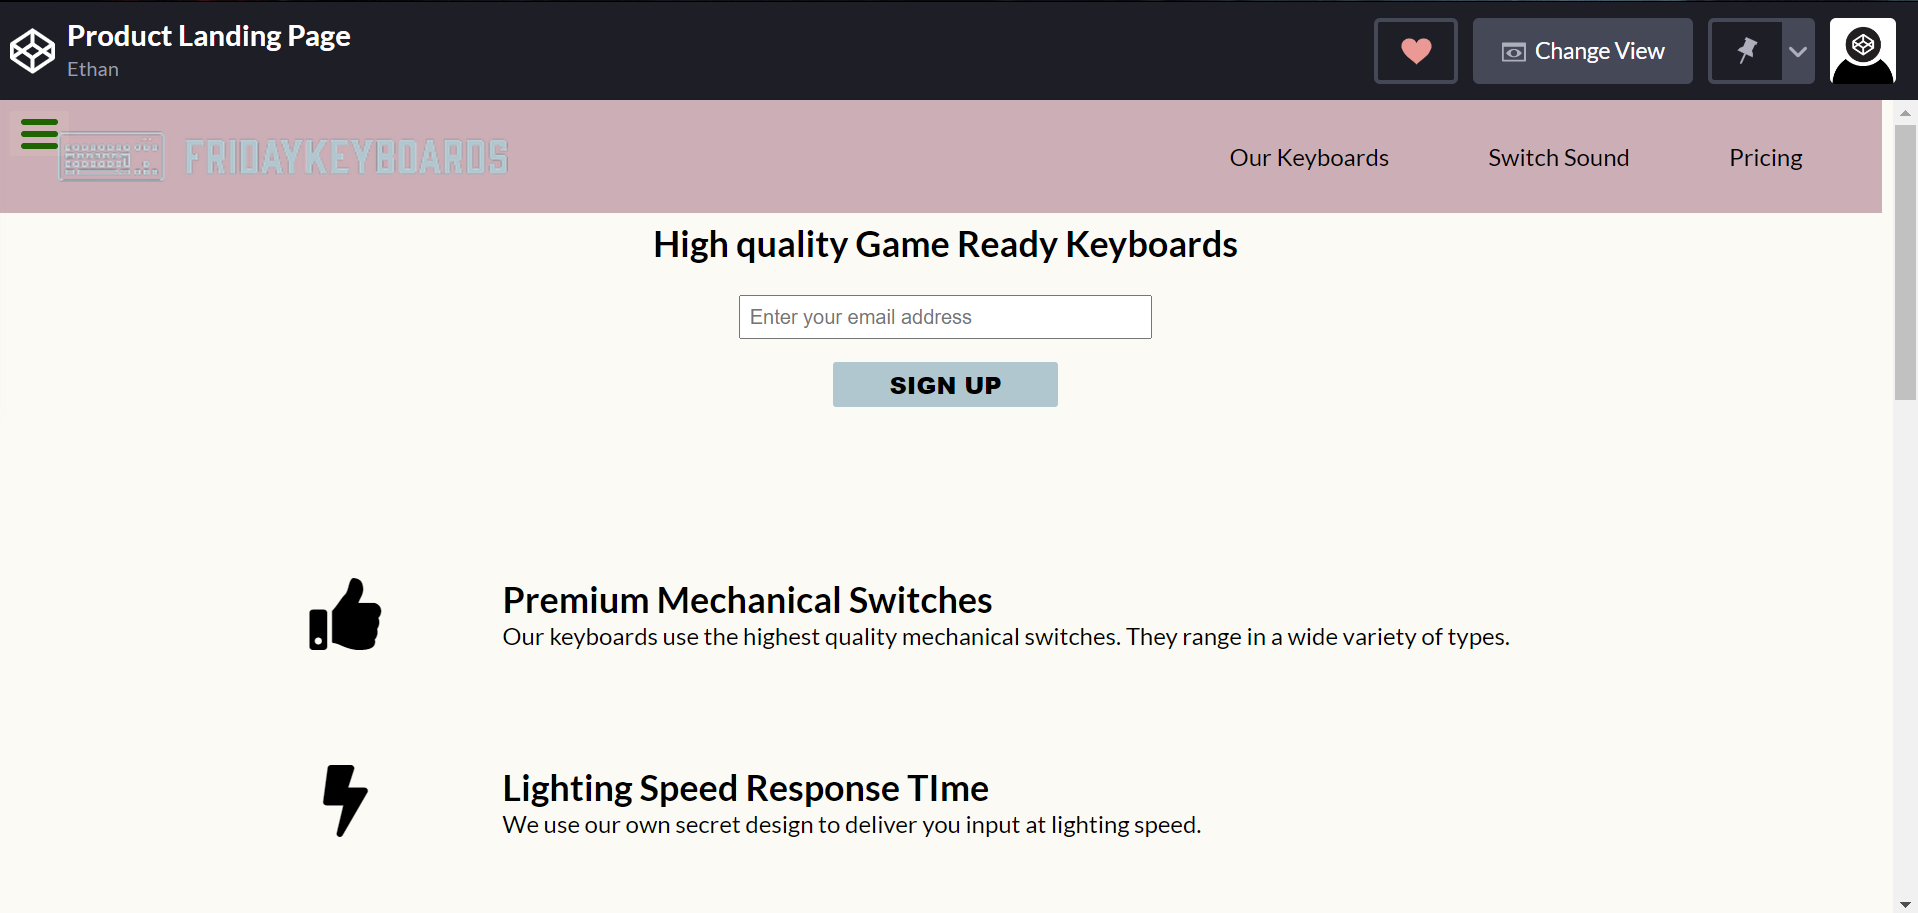 Product Landing Page
Ethan
Change View
FRIDAYKEYBOARDS
Our Keyboards
Switch Sound
Pricing
High quality Game Ready Keyboards
Enter your email address
SIGN UP
Premium Mechanical Switches
Our keyboards use the highest quality mechanical switches. They range in a wide variety of types.
Lighting Speed Response TIme
We use our own secret design to deliver you input at lighting speed.